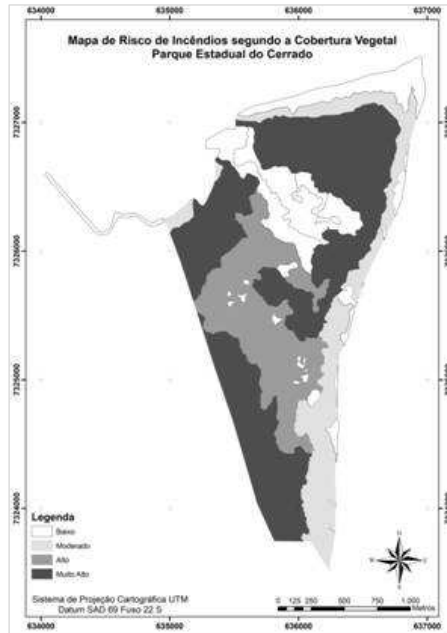 634000 635000 636000 637000
Mapa de Risco de Incêndios segundo a Cobertura Vegetal
Parque Estadual do Cerrado
7327000
7326000
7325000
7324000
Legenda
Baixo
Moderado
Alto
Muito Alto
Sistema de Projeção Cartográfica UTM
Datum SAD 69 Fuso 22 S
0 125 250 500 750 1.000
Metros
634000 635000 636000 637000